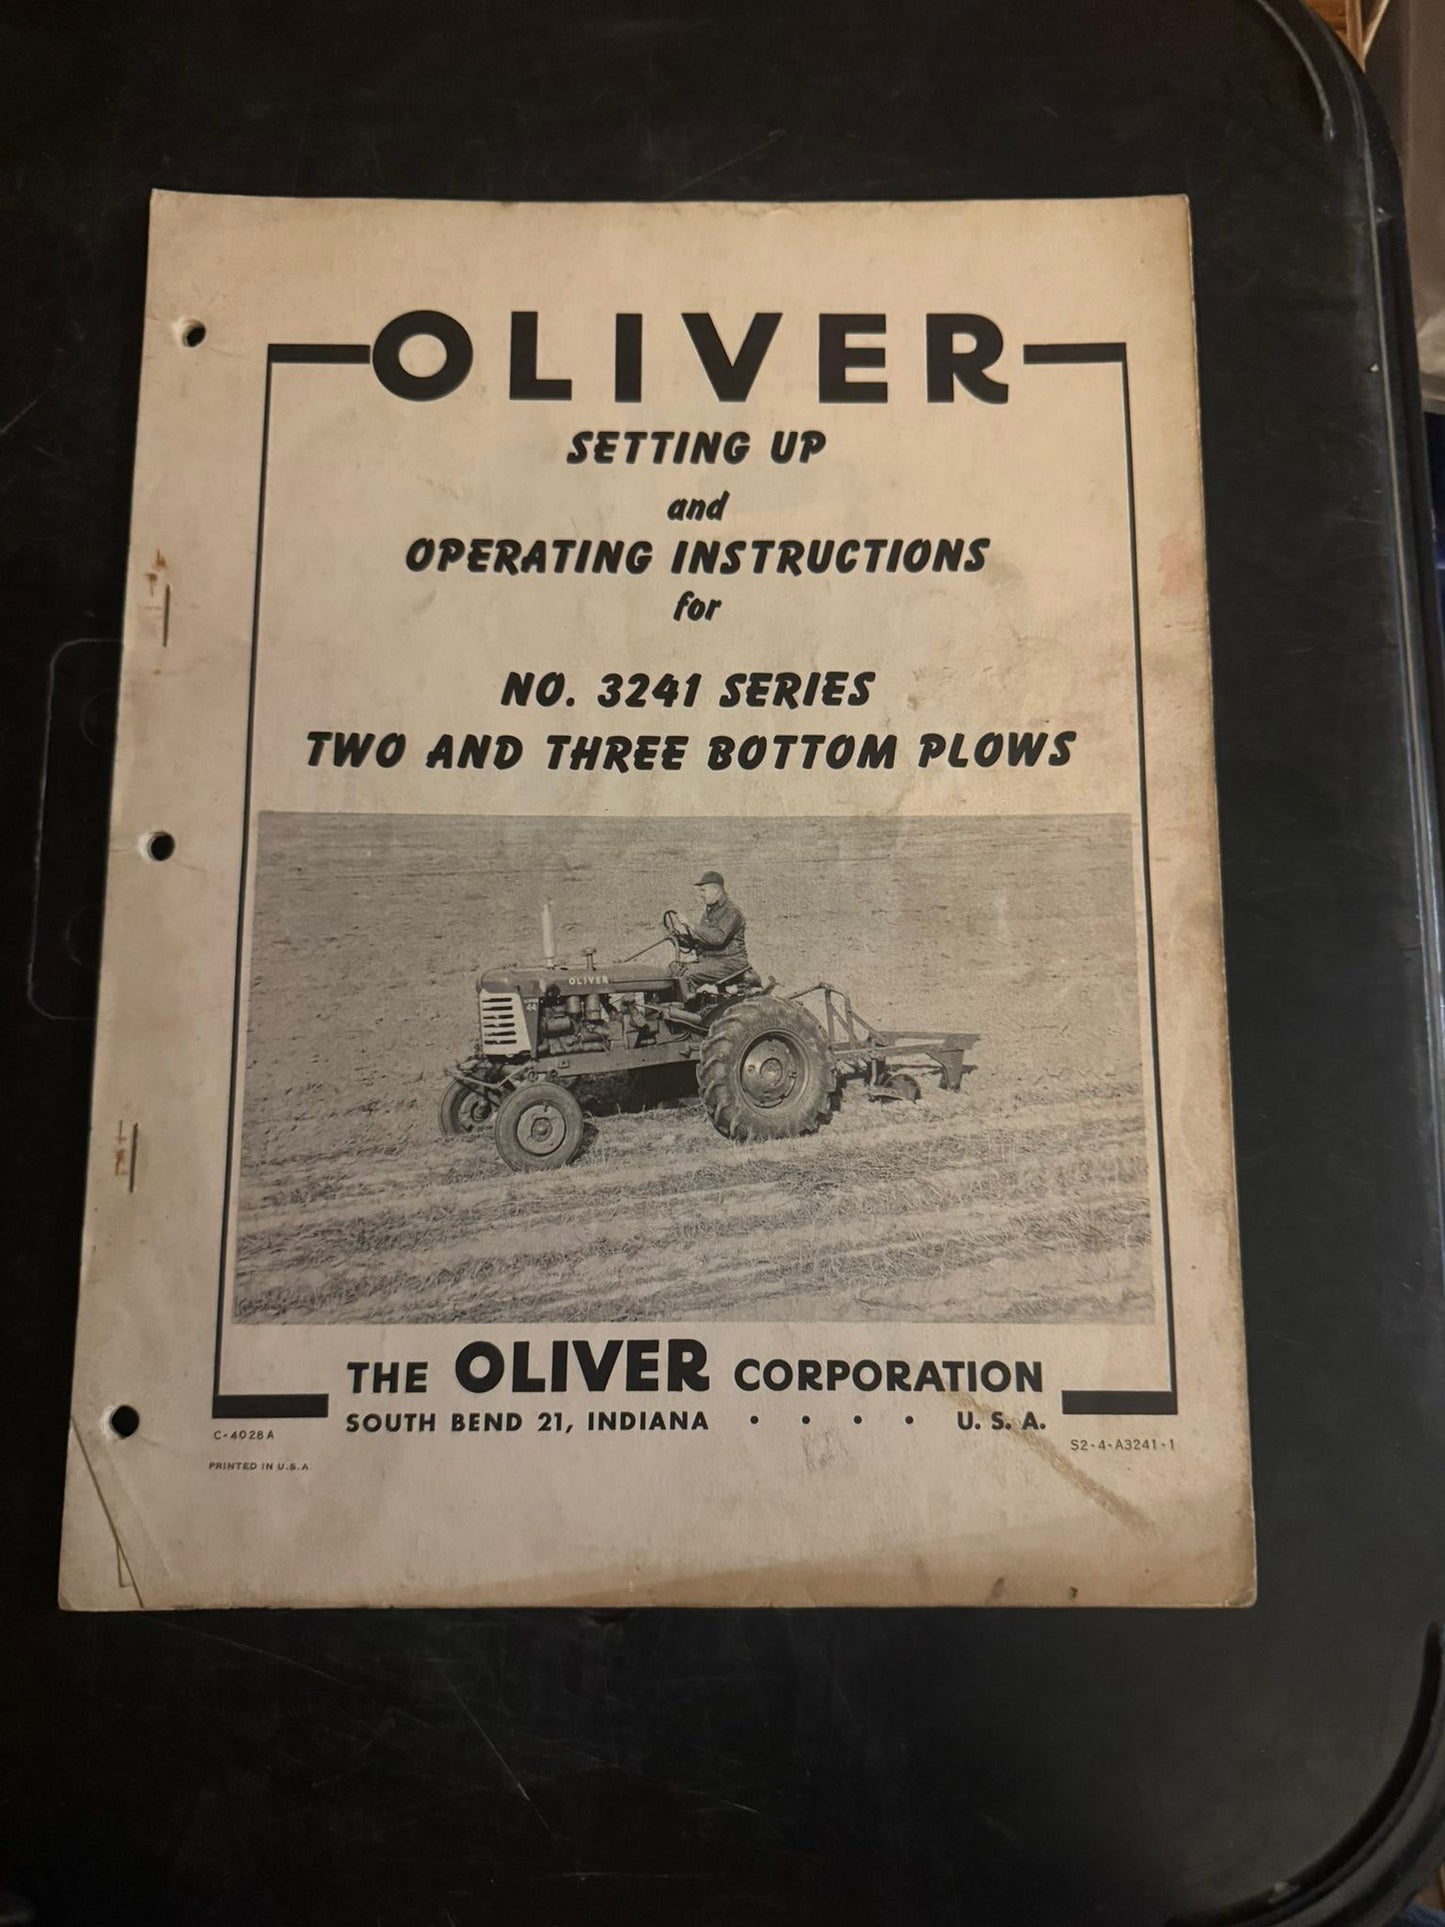 OLIVER
SETTING UP
and
OPERATING INSTRUCTIONS
for
NO. 3241 SERIES
TWO AND THREE BOTTOM PLOWS
OLIVER
THE OLIVER CORPORATION
SOUTH BEND 21, INDIANA • • • • U. S. A.
C-4028A
S2-4-A3241-1
PRINTED IN U.S.A